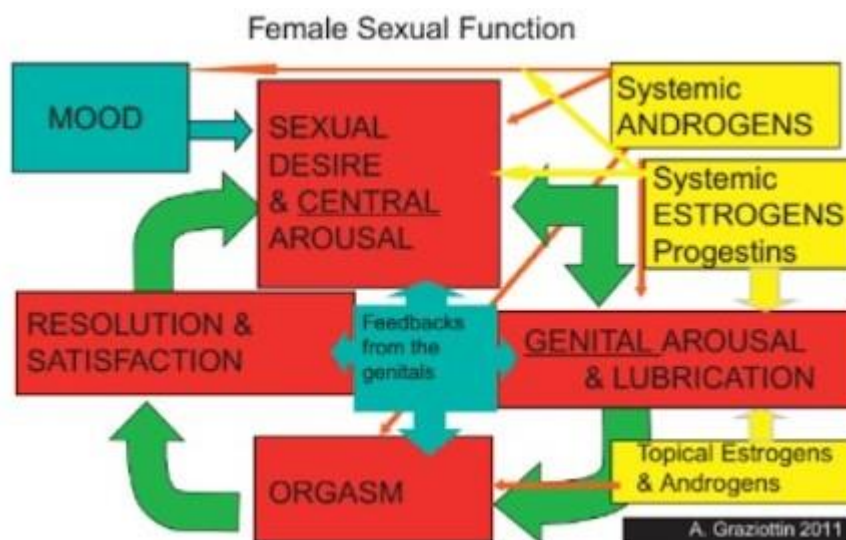 Female Sexual Function
MOOD
SEXUAL
DESIRE
& CENTRAL
AROUSAL
Systemic
ANDROGENS
Systemic
ESTROGENS
Progestins
RESOLUTION &
SATISFACTION
Feedbacks
from the
genitals
GENITAL AROUSAL
& LUBRICATION
ORGASM
Topical Estrogens
& Androgens
A. Graziottin 2011